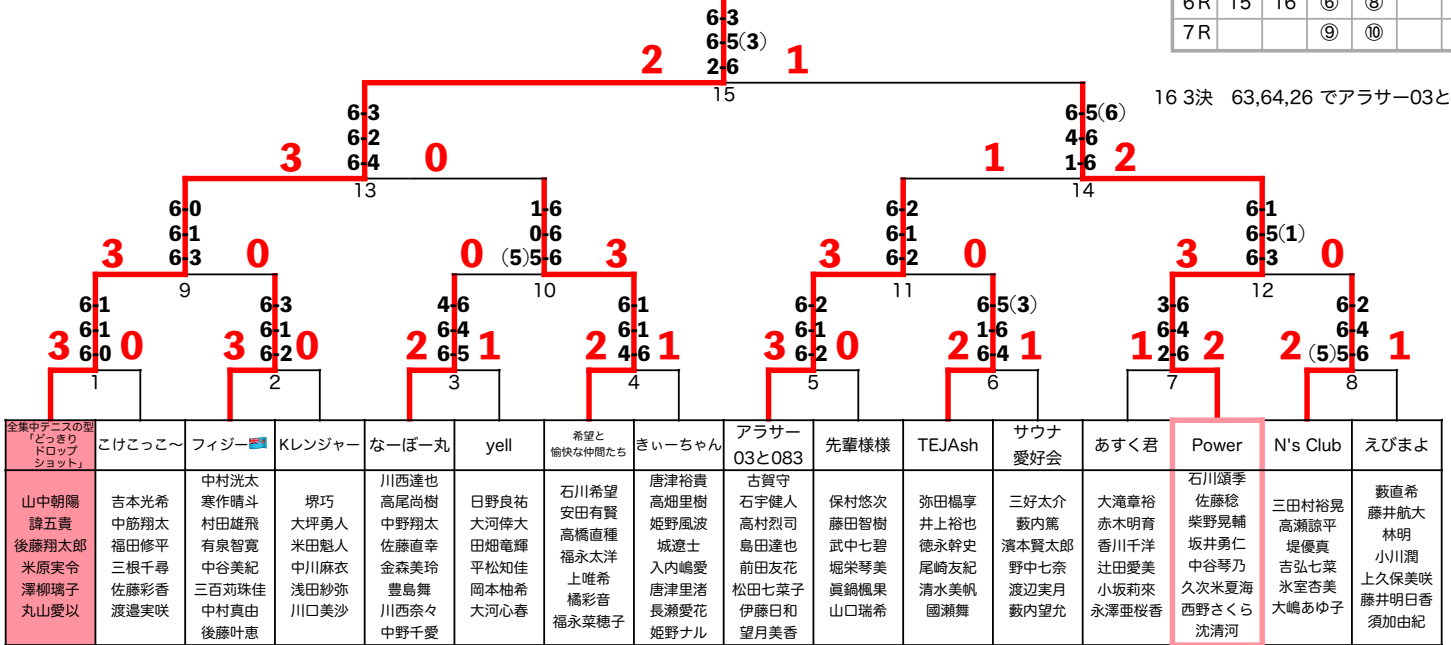 6R 15 16 ⑥ ⑧
7R ⑨ ⑩
6-3
6-5(3)
2-6
2 1
15
16 3決 63,64,26 でアラサー03と
6-3
6-2
6-4
3 0
13
6-5(6)
4-6
1-6
1 2
14
6-0
6-1
6-3
3 0
9
1-6
0-6
(5)5-6
0 3
10
6-2
6-1
6-2
3 0
11
6-1
6-5(1)
6-3
3 0
12
6-1
6-1
6-0
3 0
1
6-3
6-1
6-2
3 0
2
4-6
6-4
6-5
2 1
3
6-1
6-1
4-6
2 1
4
6-2
6-1
6-2
3 0
5
6-5(3)
1-6
6-4
2 1
6
3-6
6-4
2-6
1 2
7
6-2
6-4
(5)5-6
2 1
8
全集中テニスの型
「どっきり
ドロップ
ショット」
山中朝陽
諱五貴
後藤翔太郎
米原実令
澤柳璃子
丸山愛以
こけこっこ〜
吉本光希
中筋翔太
福田修平
三根千尋
佐藤彩香
渡邉実咲
フィジー🇫🇯
中村洸太
寒作晴斗
村田雄飛
有泉智寛
中谷美紀
三百苅珠佳
中村真由
後藤叶恵
Kレンジャー
堺巧
大坪勇人
米田魁人
中川麻衣
浅田紗弥
川口美沙
なーぼー丸
川西達也
高尾尚樹
中野翔太
佐藤直幸
金森美玲
豊島舞
川西奈々
中野千愛
yell
日野良祐
大河倖大
田畑竜輝
平松知佳
岡本柚希
大河心春
希望と
愉快な仲間たち
石川希望
安田有賢
高橋直種
福永太洋
上唯希
橘彩音
福永菜穂子
きぃーちゃん
唐津裕貴
高畑里樹
姫野風波
城遼士
入内嶋愛
唐津里渚
長瀬愛花
姫野ナル
アラサー
03と083
古賀守
石宇健人
高村烈司
島田達也
前田友花
松田七菜子
伊藤日和
望月美香
先輩様様
保村悠次
藤田智樹
武中七碧
堀栄琴美
眞鍋楓果
山口瑞希
TEJAsh
弥田榲享
井上裕也
徳永幹史
尾崎友紀
清水美帆
國瀬舞
サウナ
愛好会
三好太介
藪内篤
濱本賢太郎
野中七奈
渡辺実月
藪内望允
あすく君
大滝章裕
赤木明育
香川千洋
辻田愛美
小坂莉來
永澤亜桜香
Power
石川頌季
佐藤稔
柴野晃輔
坂井勇仁
中谷琴乃
久次米夏海
西野さくら
沈清河
N's Club
三田村裕晃
高瀬諒平
堤優真
吉弘七菜
氷室杏美
大嶋あゆ子
えびまよ
藪直希
藤井航大
林明
小川潤
上久保美咲
藤井明日香
須加由紀